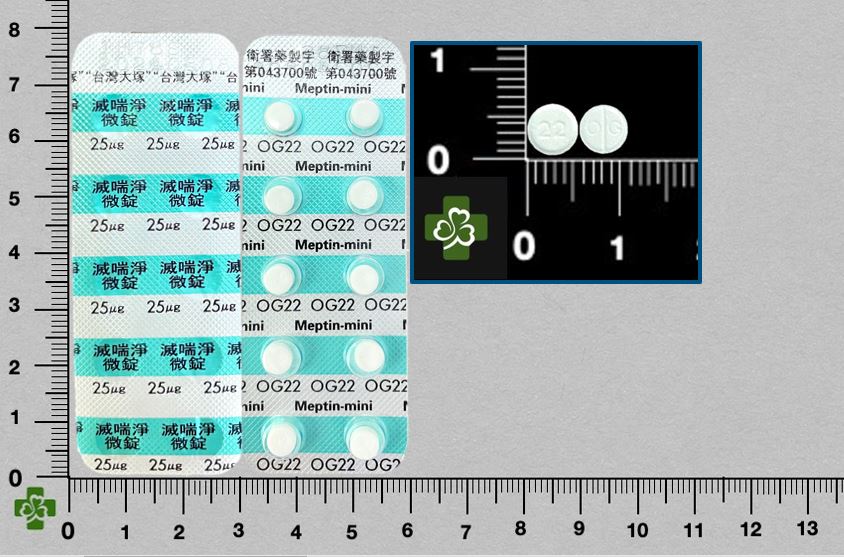 “台灣大塚”
滅喘淨 滅喘淨
微錠 微錠
25μg 25μg 25μg
滅喘淨 滅喘淨
微錠 微錠
25μg 25μg 25μg
滅喘淨 滅喘淨
微錠 微錠
25μg 25μg 25μg
滅喘淨 滅喘淨
微錠 微錠
25μg 25μg 25μg
滅喘淨 滅喘淨
微錠 微錠
25μg 25μg 25μg
衛署藥製字 衛署藥製字
第043700號 第043700號
mini Meptin-mini
OG22 OG22 OG22
mini Meptin-mini
OG22 OG22 OG22
mini Meptin-mini
OG22 OG22 OG22
mini Meptin-mini
OG22 OG22 OG22
mini Meptin-mini
OG22 OG22 OG2
22 OG
1
0
0 1
8
7
6
5
4
3
2
1
0
0 1 2 3 4 5 6 7 8 9 10 11 12 13